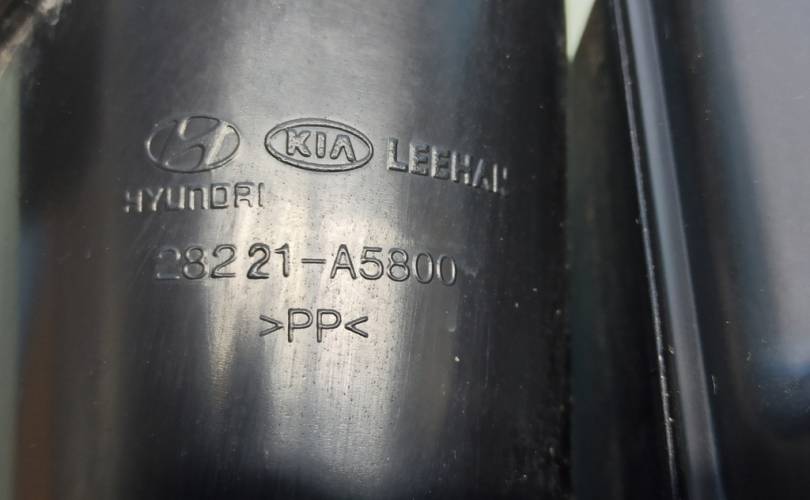 KIA LEEHAN
HYUNDAI
28221-A5800
>PP<